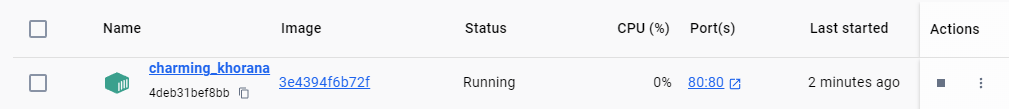 Name Image Status CPU (%) Port(s) Last started Actions
charming_khorana
4deb31bef8bb 3e4394f6b72f Running 0% 80:80 2 minutes ago